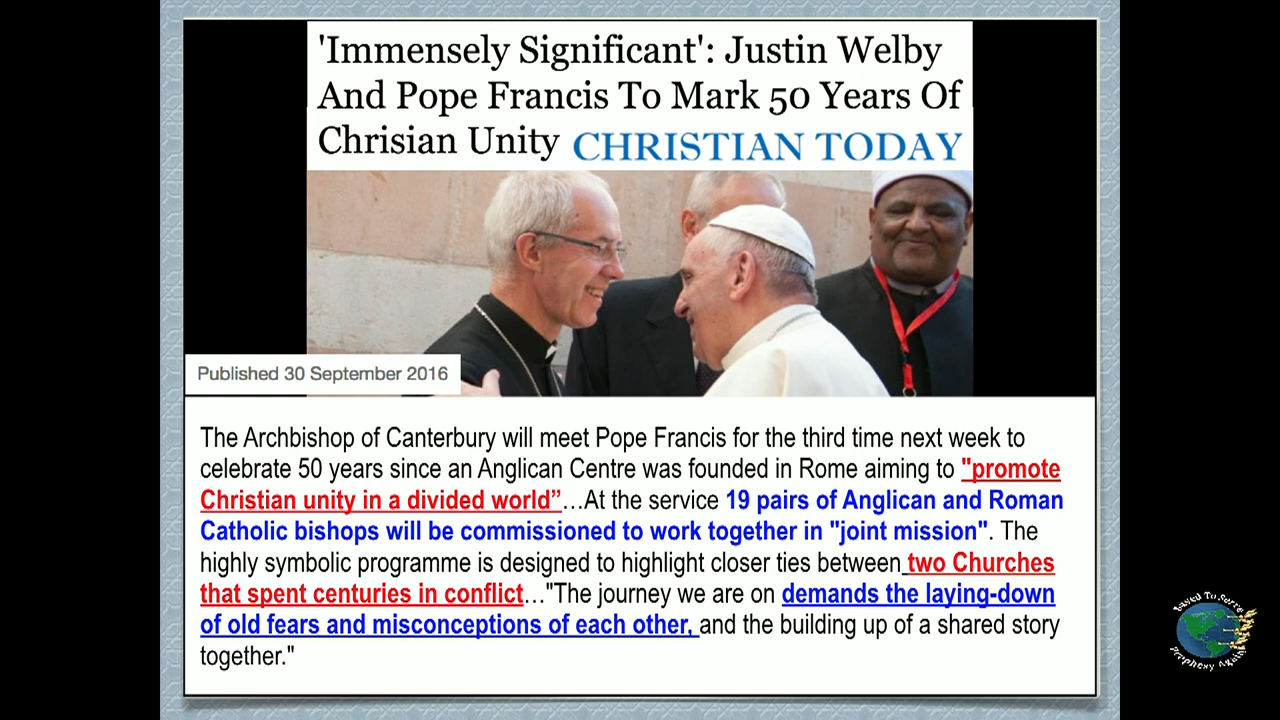 'Immensely Significant': Justin Welby
And Pope Francis To Mark 50 Years Of
Chrisian Unity CHRISTIAN TODAY
Published 30 September 2016
The Archbishop of Canterbury will meet Pope Francis for the third time next week to
celebrate 50 years since an Anglican Centre was founded in Rome aiming to "promote
Christian unity in a divided world”…At the service 19 pairs of Anglican and Roman
Catholic bishops will be commissioned to work together in "joint mission". The
highly symbolic programme is designed to highlight closer ties between two Churches
that spent centuries in conflict…"The journey we are on demands the laying-down
of old fears and misconceptions of each other, and the building up of a shared story
together."
Prophecy Again